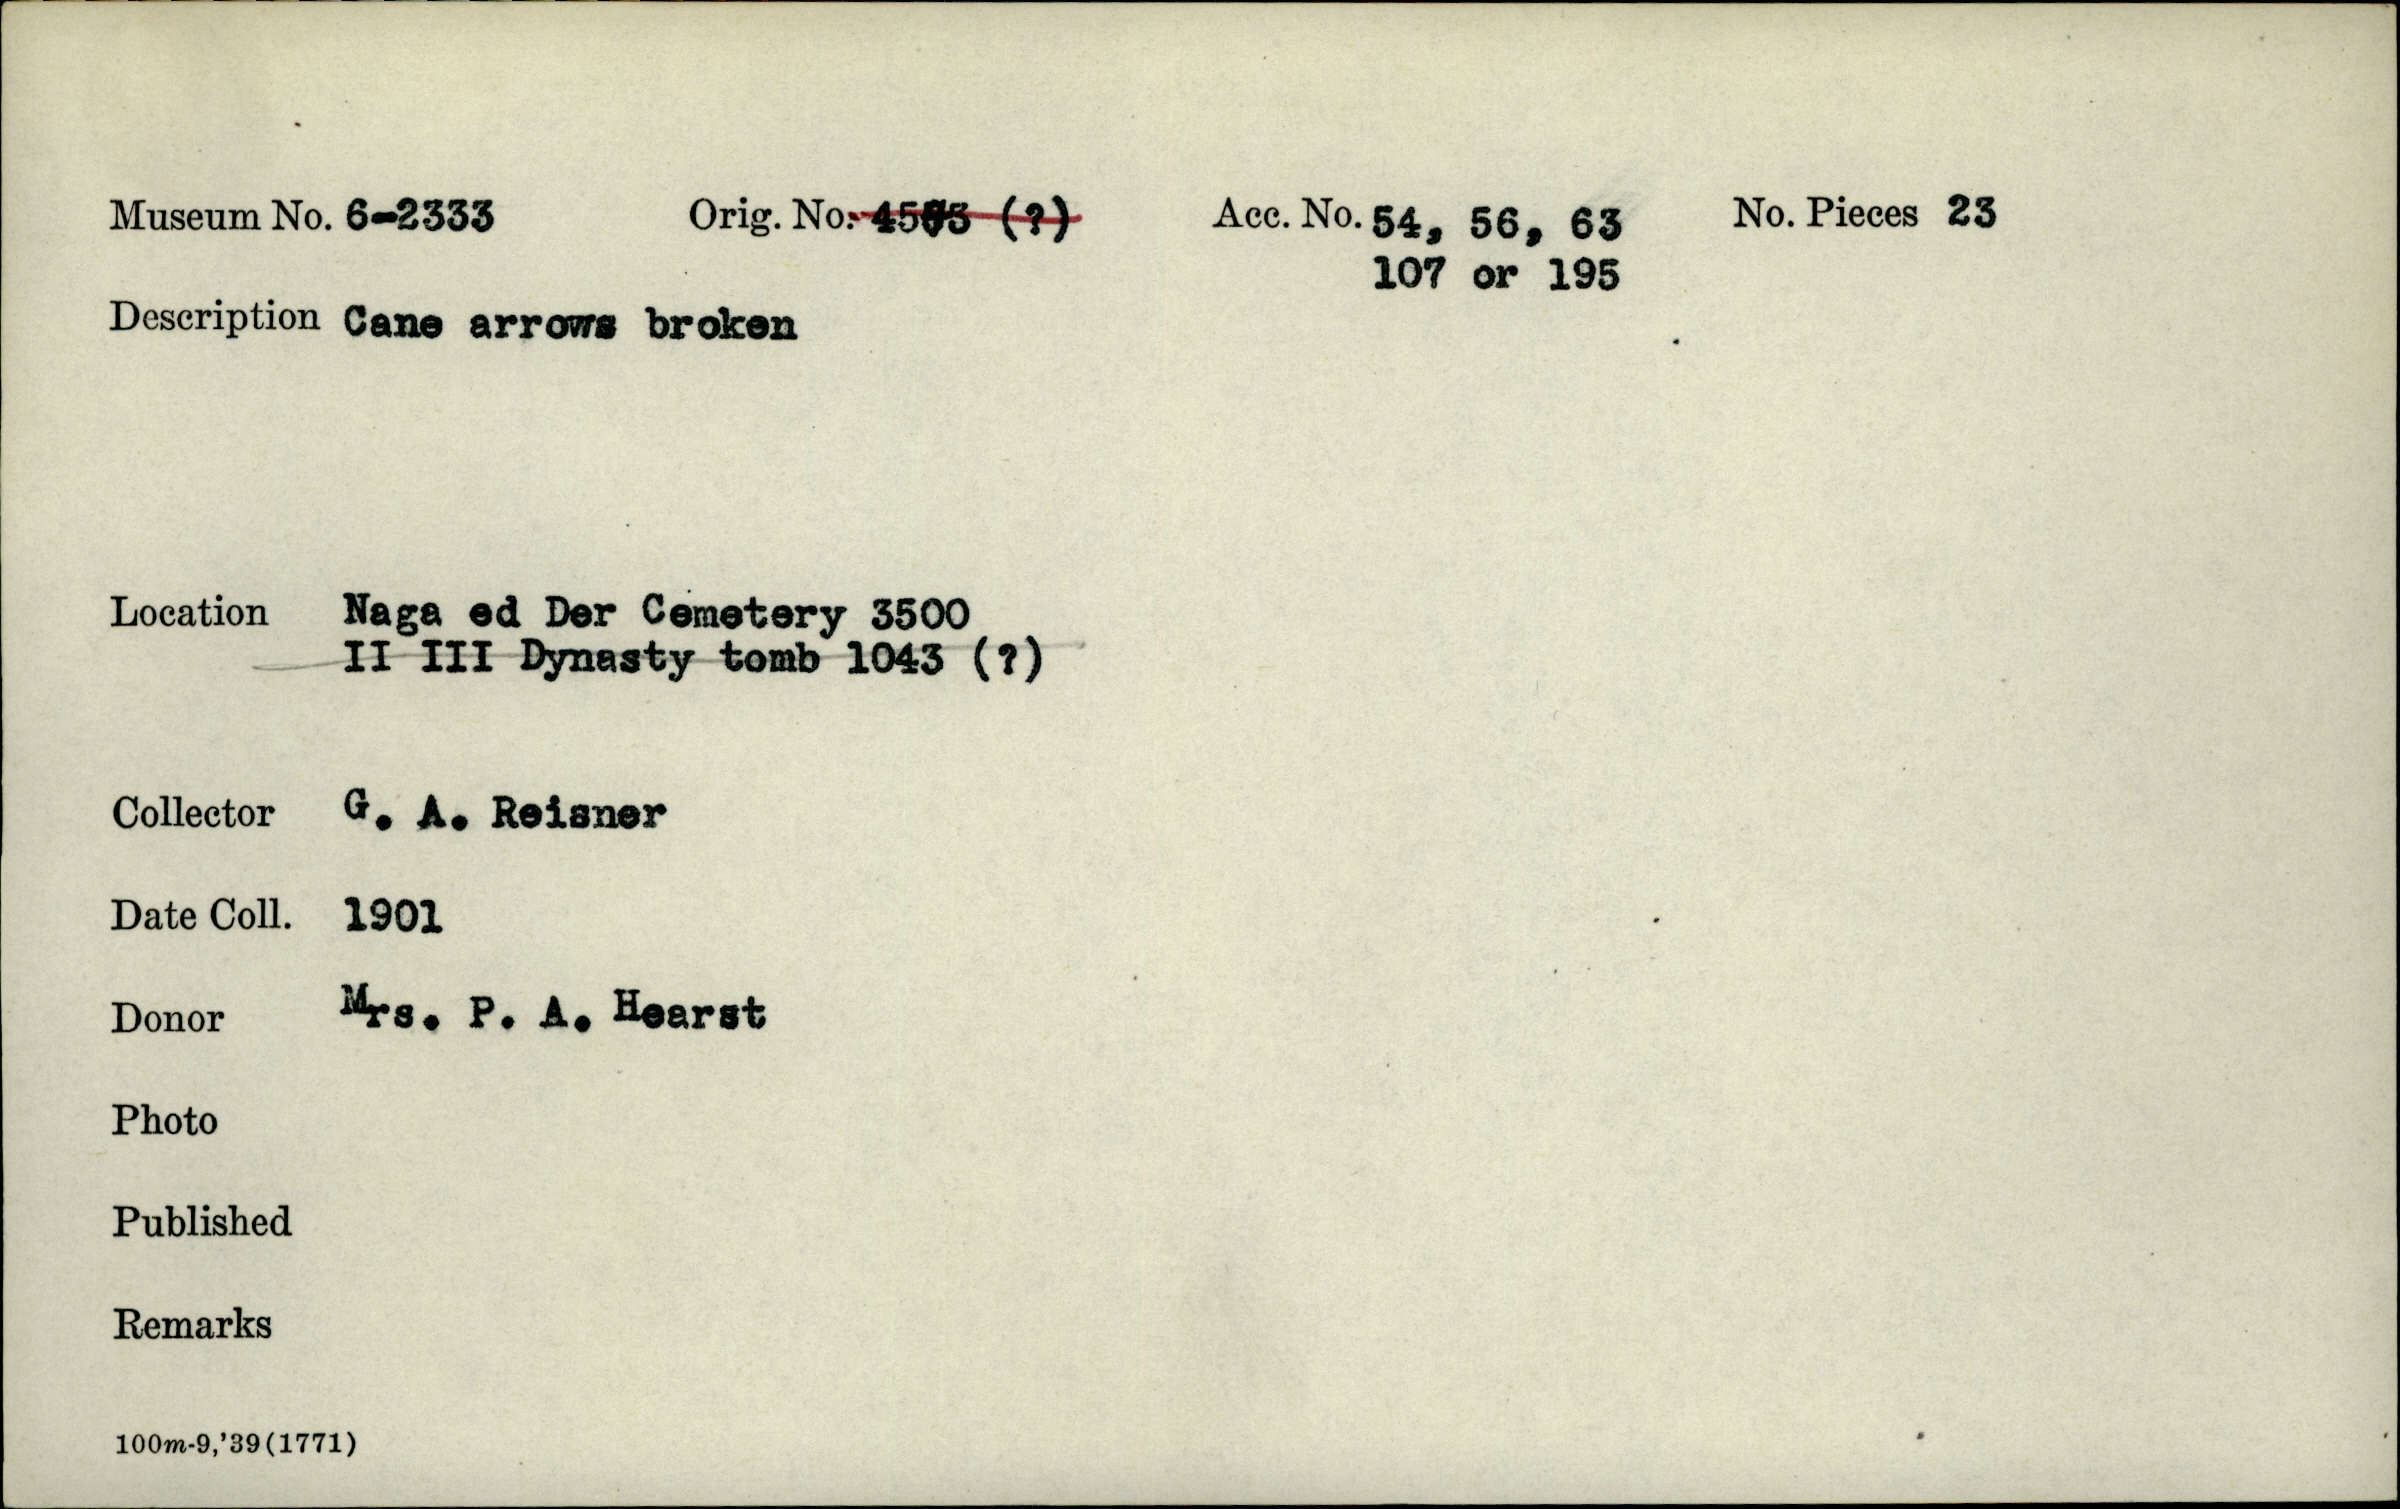 Museum No. 6-2333 Orig. No. (?) Acc. No. 54, 56, 63 No. Pieces 23
107 or 195
Description Cane arrows broken
Location Naga ed Der Cemetery 3500
II III Dynasty tomb 1043 (?)
Collector G. A. Reisner
Date Coll. 1901
Donor Mrs. P. A. Hearst
Photo
Published
Remarks
100m-9,'39(1771)